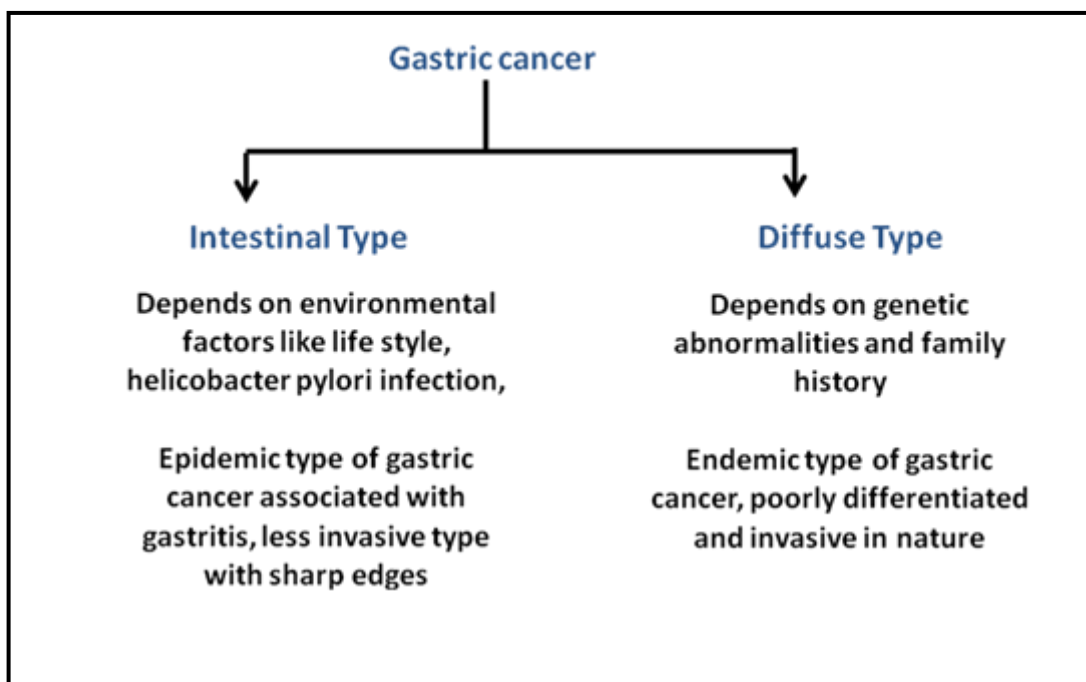 Gastric cancer
Intestinal Type
Depends on environmental
factors like life style,
helicobacter pylori infection,
Epidemic type of gastric
cancer associated with
gastritis, less invasive type
with sharp edges
Diffuse Type
Depends on genetic
abnormalities and family
history
Endemic type of gastric
cancer, poorly differentiated
and invasive in nature